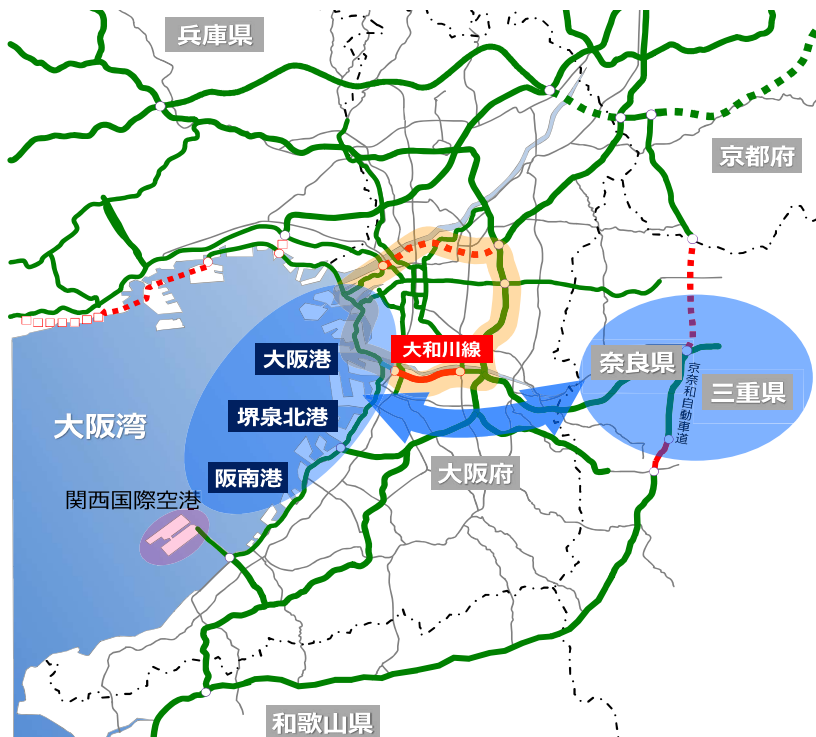 兵庫県
京都府
大和川線
大阪港
奈良県
京奈和自動車道
三重県
堺泉北港
大阪湾
大阪府
阪南港
関西国際空港
和歌山県